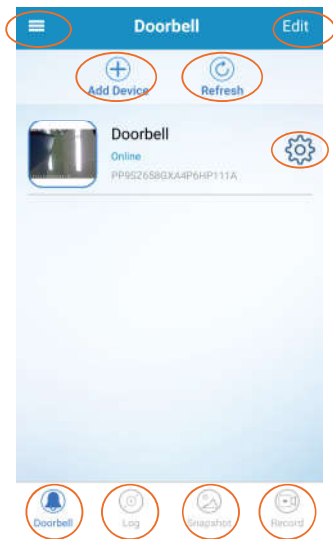 Doorbell Edit
Add Device Refresh
Doorbell
Online
PP9S2658GXA4P6HP111A
Doorbell Log Snapshot Record